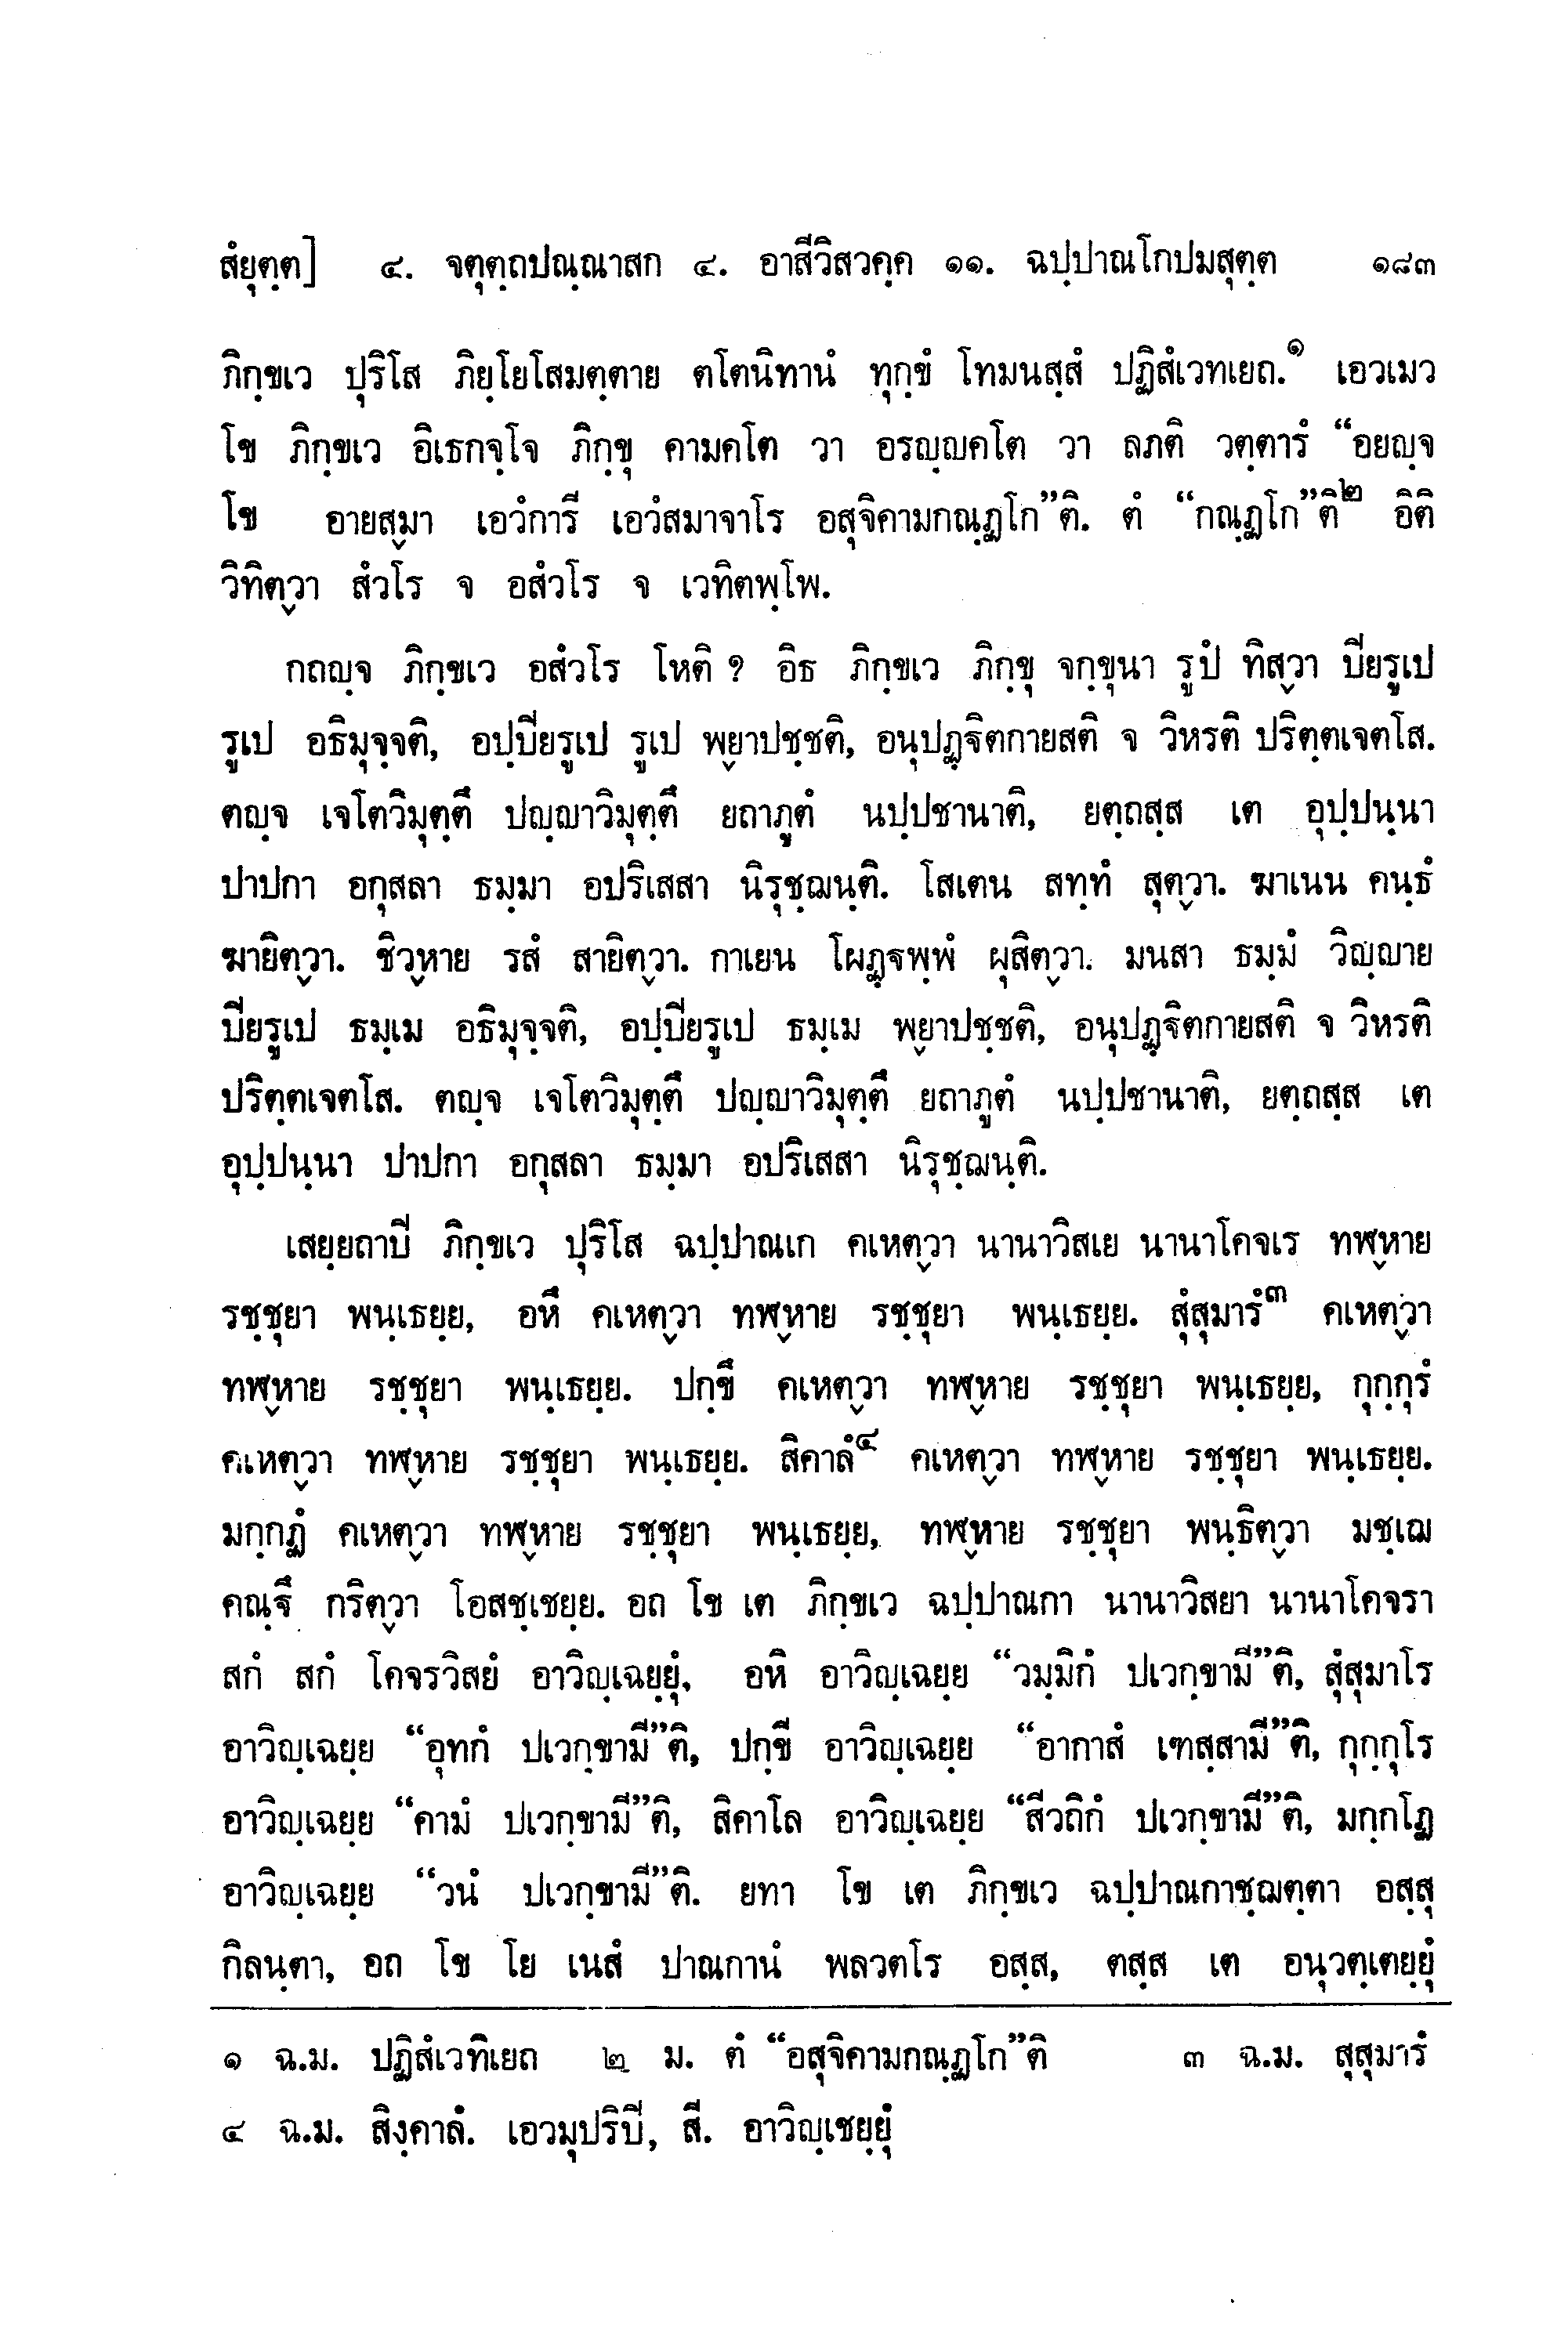 สํยุตฺต] ๔. จตุตฺถปณฺณาสก ๔. อาสีวิสวคฺค ๑๑. ฉปฺปาณโกปมสุตฺต ๑๘๓
ภิกฺขเว ปุริโส ภิยฺโยโสมตฺตาย ตโตนิทานํ ทุกฺขํ โทมนสฺสํ ปฏิสํเวทเยถ.๑ เอวเมว
โข ภิกฺขเว อิเธกจฺโจ ภิกฺขุ คามคโต วา อรญฺญคโต วา ลภติ วตฺตารํ “อยญฺจ
โข อายสฺมา เอวํการี เอวํสมาจาโร อสุจิคามกณฺฏโก”ติ. ตํ “กณฺฏโก”ติ๒ อิติ
วิทิตฺวา สํวโร จ อสํวโร จ เวทิตพฺโพ.
กถญฺจ ภิกฺขเว อสํวโร โหติ ? อิธ ภิกฺขเว ภิกฺขุ จกฺขุนา รูปํ ทิสฺวา ปิยรูเป
รูเป อธิมุจฺจติ, อปฺปิยรูเป รูเป พฺยาปชฺชติ, อนุปฏฺฐิตกายสติ จ วิหรติ ปริตฺตเจตโส.
ตญฺจ เจโตวิมุตฺตึ ปญฺญาวิมุตฺตึ ยถาภูตํ นปฺปชานาติ, ยตฺถสฺส เต อุปฺปนฺนา
ปาปกา อกุสลา ธมฺมา อปริเสสา นิรุชฺฌนฺติ. โสเตน สทฺทํ สุตฺวา. ฆาเนน คนฺธํ
ฆายิตฺวา. ชิวฺหาย รสํ สายิตฺวา. กาเยน โผฏฺฐพฺพํ ผุสิตฺวา. มนสา ธมฺมํ วิญฺญาย
ปิยรูเป ธมฺเม อธิมุจฺจติ, อปฺปิยรูเป ธมฺเม พฺยาปชฺชติ, อนุปฏฺฐิตกายสติ จ วิหรติ
ปริตฺตเจตโส. ตญฺจ เจโตวิมุตฺตึ ปญฺญาวิมุตฺตึ ยถาภูตํ นปฺปชานาติ, ยตฺถสฺส เต
อุปฺปนฺนา ปาปกา อกุสลา ธมฺมา อปริเสสา นิรุชฺฌนฺติ.
เสยฺยถาปิ ภิกฺขเว ปุริโส ฉปฺปาณเก คเหตฺวา นานาวิสเย นานาโคจเร ทฬฺหาย
รชฺชุยา พนฺเธยฺย, อหึ คเหตฺวา ทฬฺหาย รชฺชุยา พนฺเธยฺย. สุํสุมารํ๓ คเหตฺวา
ทฬฺหาย รชฺชุยา พนฺเธยฺย. ปกฺขึ คเหตฺวา ทฬฺหาย รชฺชุยา พนฺเธยฺย, กุกฺกุรํ
คเหตฺวา ทฬฺหาย รชฺชุยา พนฺเธยฺย. สิคาลํ๔ คเหตฺวา ทฬฺหาย รชฺชุยา พนฺเธยฺย.
มกฺกฏํ คเหตฺวา ทฬฺหาย รชฺชุยา พนฺเธยฺย, ทฬฺหาย รชฺชุยา พนฺธิตฺวา มชฺเฌ
คณฺฐึ กริตฺวา โอสชฺเชยฺย. อถ โข เต ภิกฺขเว ฉปฺปาณกา นานาวิสยา นานาโคจรา
สกํ สกํ โคจรวิสยํ อาวิญฺเฉยฺยุํ, อหิ อาวิญฺเฉยฺย “วมฺมิกํ ปเวกฺขามี”ติ, สุํสุมาโร
อาวิญฺเฉยฺย “อุทกํ ปเวกฺขามี”ติ, ปกฺขี อาวิญฺเฉยฺย “อากาสํ เฑสฺสามี”ติ, กุกฺกุโร
อาวิญฺเฉยฺย “คามํ ปเวกฺขามี”ติ, สิคาโล อาวิญฺเฉยฺย “สีวถิกํ ปเวกฺขามี”ติ, มกฺกโฏ
อาวิญฺเฉยฺย “วนํ ปเวกฺขามี”ติ. ยทา โข เต ภิกฺขเว ฉปฺปาณกาชฺฌตฺตา อสฺสุ
กิลนฺตา, อถ โข โย เนสํ ปาณกานํ พลวตโร อสฺส, ตสฺส เต อนุวตฺเตยฺยุํ
๑ ฉ.ม. ปฏิสํเวทิเยถ ๒ ม. ตํ “อสุจิคามกณฺฏโก”ติ ๓ ฉ.ม. สุสุมารํ
๔ ฉ.ม. สิงฺคาลํ. เอวมุปริปิ, สี. อาวิญฺเชยฺยุํ